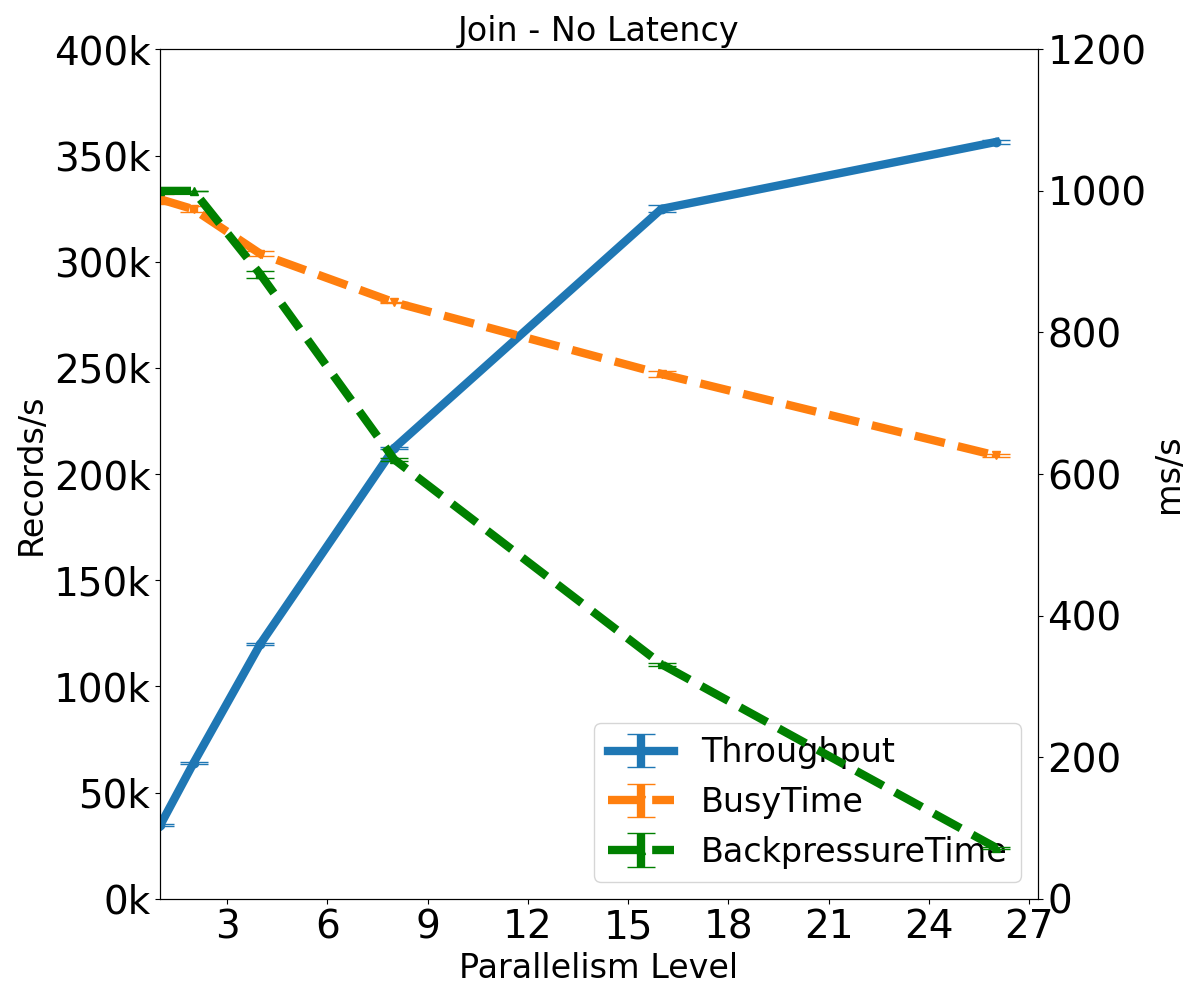 Join - No Latency
400k
350k
300k
250k
200k
150k
100k
50k
0k
Records/s
1200
1000
800
600
400
200
0
ms/s
Throughput
BusyTime
BackpressureTime
3 6 9 12 15 18 21 24 27
Parallelism Level